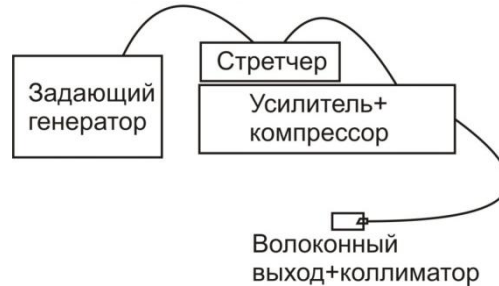 Задающий
генератор
Стретчер
Усилитель+
компрессор
Волоконный
выход+коллиматор